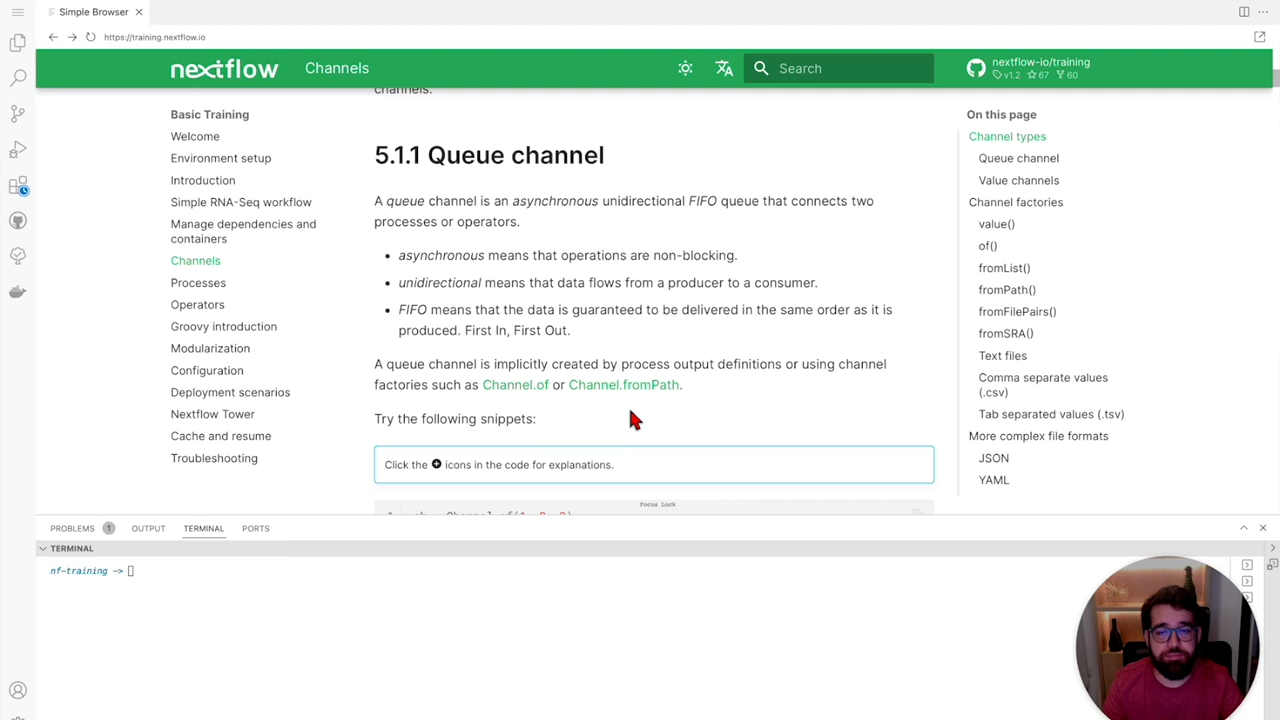 Simple Browser
https://training.nextflow.io
nextflow
Channels
Search
nextflow-io/training
v1.2 67 60
Basic Training
Welcome
Environment setup
Introduction
Simple RNA-Seq workflow
Manage dependencies and
containers
Channels
Processes
Operators
Groovy introduction
Modularization
Configuration
Deployment scenarios
Nextflow Tower
Cache and resume
Troubleshooting
channels.
5.1.1 Queue channel
A queue channel is an asynchronous unidirectional FIFO queue that connects two
processes or operators.
• asynchronous means that operations are non-blocking.
• unidirectional means that data flows from a producer to a consumer.
• FIFO means that the data is guaranteed to be delivered in the same order as it is
produced. First In, First Out.
A queue channel is implicitly created by process output definitions or using channel
factories such as Channel.of or Channel.fromPath.
Try the following snippets:
Click the icons in the code for explanations.
Focus Lock
On this page
Channel types
Queue channel
Value channels
Channel factories
value()
of()
fromList()
fromPath()
fromFilePairs()
fromSRA()
Text files
Comma separate values
(.csv)
Tab separated values (.tsv)
More complex file formats
JSON
YAML
PROBLEMS 1 OUTPUT TERMINAL PORTS
TERMINAL
nf-training ->